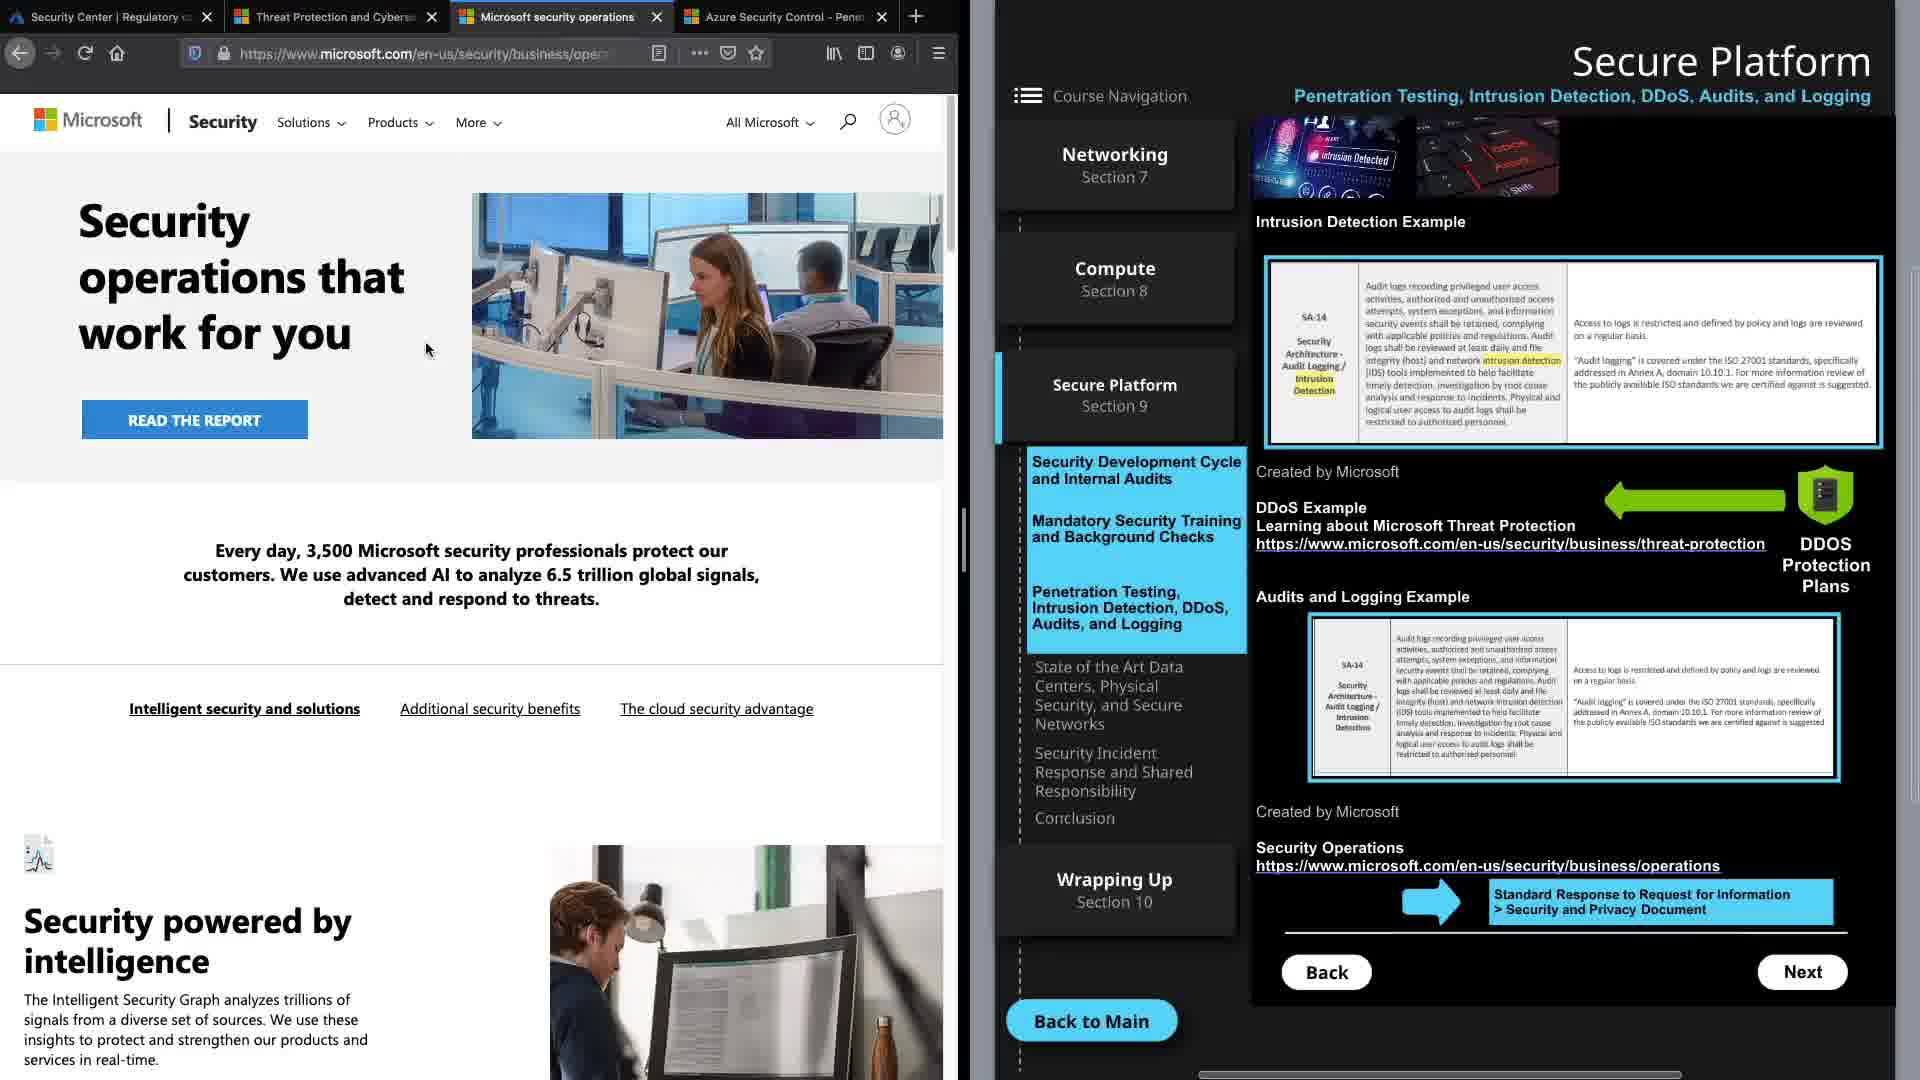 Security Center | Regulatory c
Threat Protection and Cybers
Microsoft security operations
Azure Security Control - Pene
https://www.microsoft.com/en-us/security/business/oper
Microsoft
Security
Solutions
Products
More
All Microsoft
Security
operations that
work for you
READ THE REPORT
Every day, 3,500 Microsoft security professionals protect our
customers. We use advanced AI to analyze 6.5 trillion global signals,
detect and respond to threats.
Intelligent security and solutions
Additional security benefits
The cloud security advantage
Security powered by
intelligence
The Intelligent Security Graph analyzes trillions of
signals from a diverse set of sources. We use these
insights to protect and strengthen our products and
services in real-time.
Secure Platform
Course Navigation
Penetration Testing, Intrusion Detection, DDoS, Audits, and Logging
Networking
Section 7
Compute
Section 8
Secure Platform
Section 9
Security Development Cycle
and Internal Audits
Mandatory Security Training
and Background Checks
Penetration Testing,
Intrusion Detection, DDoS,
Audits, and Logging
State of the Art Data
Centers, Physical
Security, and Secure
Networks
Security Incident
Response and Shared
Responsibility
Conclusion
Wrapping Up
Section 10
Back to Main
ALERT
Intrusion Detected
DDOS
Attack
Shift
Intrusion Detection Example
SA-14
Security
Architecture -
Audit Logging /
Intrusion
Detection
Audit logs recording privileged user access
activities, authorized and unauthorized access
attempts, system exceptions, and information
security events shall be retained, complying
with applicable policies and regulations. Audit
logs shall be reviewed at least daily and file
integrity (host) and network intrusion detection
(IDS) tools implemented to help facilitate
timely detection, investigation by root cause
analysis and response to incidents. Physical and
logical user access to audit logs shall be
restricted to authorized personnel.
Access to logs is restricted and defined by policy and logs are reviewed
on a regular basis.
"Audit logging" is covered under the ISO 27001 standards, specifically
addressed in Annex A, domain 10.10.1. For more information review of
the publicly available ISO standards we are certified against is suggested.
Created by Microsoft
DDoS Example
Learning about Microsoft Threat Protection
https://www.microsoft.com/en-us/security/business/threat-protection
DDOS
Protection
Plans
Audits and Logging Example
SA-14
Security
Architecture -
Audit Logging /
Intrusion
Detection
Audit logs recording privileged user access
activities, authorized and unauthorized access
attempts, system exceptions, and information
security events shall be retained, complying
with applicable policies and regulations. Audit
logs shall be reviewed at least daily and file
integrity (host) and network intrusion detection
(IDS) tools implemented to help facilitate
timely detection, investigation by root cause
analysis and response to incidents. Physical and
logical user access to audit logs shall be
restricted to authorized personnel.
Access to logs is restricted and defined by policy and logs are reviewed
on a regular basis.
"Audit logging" is covered under the ISO 27001 standards, specifically
addressed in Annex A, domain 10.10.1. For more information review of
the publicly available ISO standards we are certified against is suggested
Created by Microsoft
Security Operations
https://www.microsoft.com/en-us/security/business/operations
Standard Response to Request for Information
> Security and Privacy Document
Back
Next